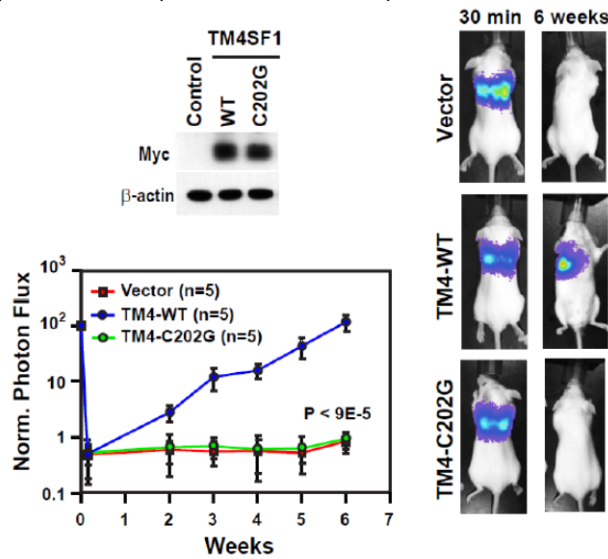 TM4SF1
Control
WT
C202G
Myc
β-actin
30 min 6 weeks
Vector
TM4-WT
TM4-C202G
Norm. Photon Flux
10³
10²
10
1
0.1
Vector (n=5)
TM4-WT (n=5)
TM4-C202G (n=5)
P < 9E-5
0 1 2 3 4 5 6 7
Weeks